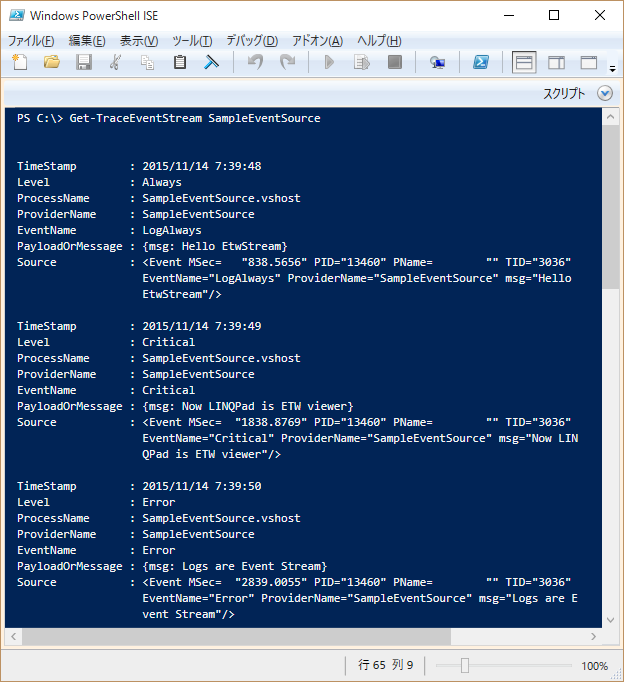 Windows PowerShell ISE
ファイル(F) 編集(E) 表示(V) ツール(T) デバッグ(D) アドオン(A) ヘルプ(H)
スクリプト
PS C:\> Get-TraceEventStream SampleEventSource
TimeStamp : 2015/11/14 7:39:48
Level : Always
ProcessName : SampleEventSource.vshost
ProviderName : SampleEventSource
EventName : LogAlways
PayloadOrMessage : {msg: Hello EtwStream}
Source : <Event MSec=   "838.5656" PID="13460" PName=        "" TID="3036"
EventName="LogAlways" ProviderName="SampleEventSource" msg="Hello
EtwStream"/>
TimeStamp : 2015/11/14 7:39:49
Level : Critical
ProcessName : SampleEventSource.vshost
ProviderName : SampleEventSource
EventName : Critical
PayloadOrMessage : {msg: Now LINQPad is ETW viewer}
Source : <Event MSec=  "1838.8769" PID="13460" PName=        "" TID="3036"
EventName="Critical" ProviderName="SampleEventSource" msg="Now LIN
QPad is ETW viewer"/>
TimeStamp : 2015/11/14 7:39:50
Level : Error
ProcessName : SampleEventSource.vshost
ProviderName : SampleEventSource
EventName : Error
PayloadOrMessage : {msg: Logs are Event Stream}
Source : <Event MSec=  "2839.0055" PID="13460" PName=        "" TID="3036"
EventName="Error" ProviderName="SampleEventSource" msg="Logs are E
vent Stream"/>
行 65 列 9 100%